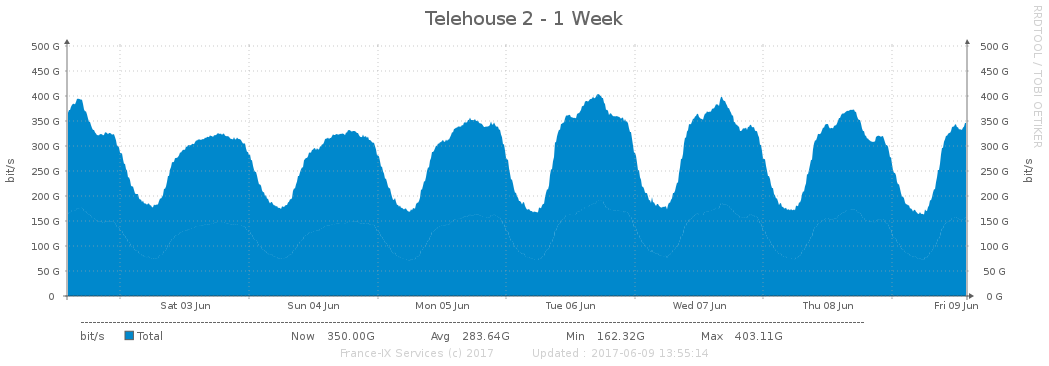 Telehouse 2 - 1 Week
RRDTOOL / TOBI OETIKER
500 G 500 G
450 G 450 G
400 G 400 G
350 G 350 G
300 G 300 G
250 G 250 G
200 G 200 G
150 G 150 G
100 G 100 G
50 G 50 G
0 0 G
bit/s bit/s
Sat 03 Jun Sun 04 Jun Mon 05 Jun Tue 06 Jun Wed 07 Jun Thu 08 Jun Fri 09 Jun
bit/s Total Now 350.00G Avg 283.64G Min 162.32G Max 403.11G
France-IX Services (c) 2017 Updated : 2017-06-09 13:55:14